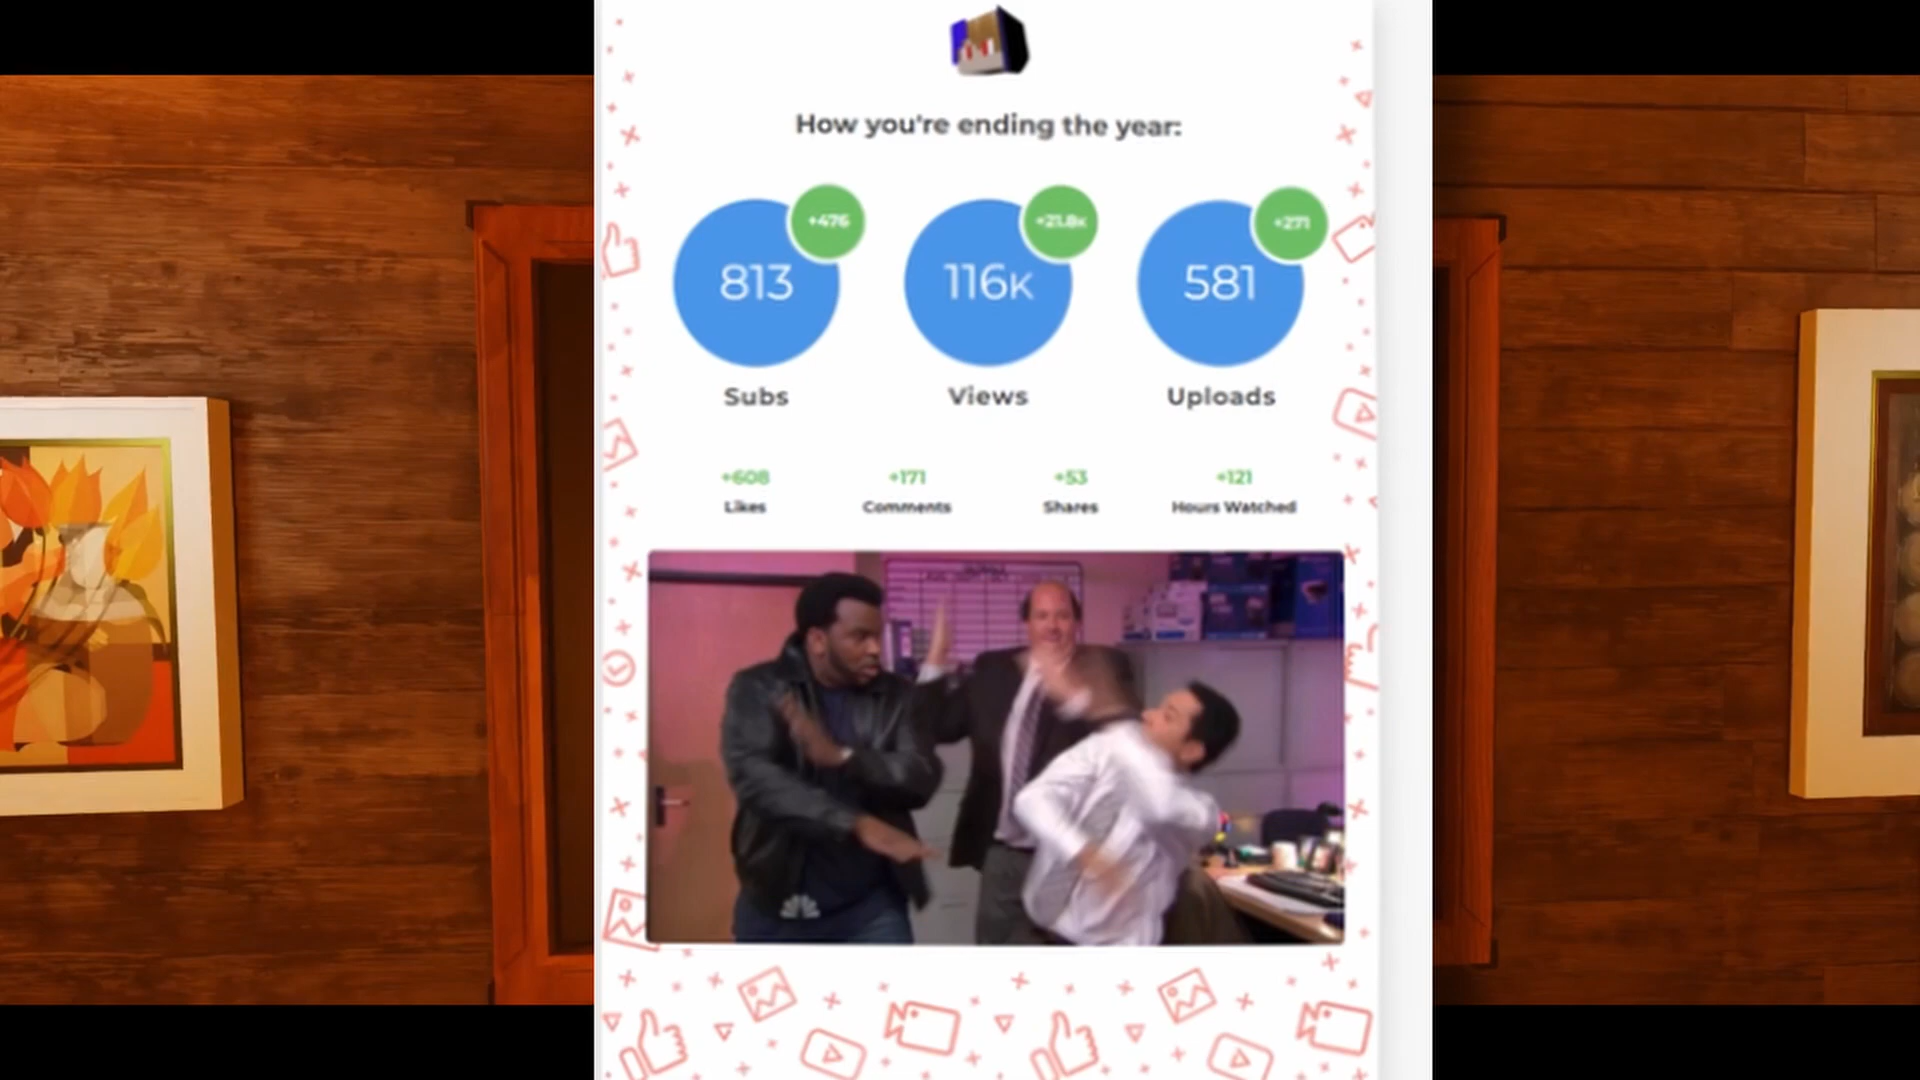 How you're ending the year:
+476
+21.8K
+271
813
116K
581
Subs
Views
Uploads
+608
+171
+53
+121
Likes
Comments
Shares
Hours Watched